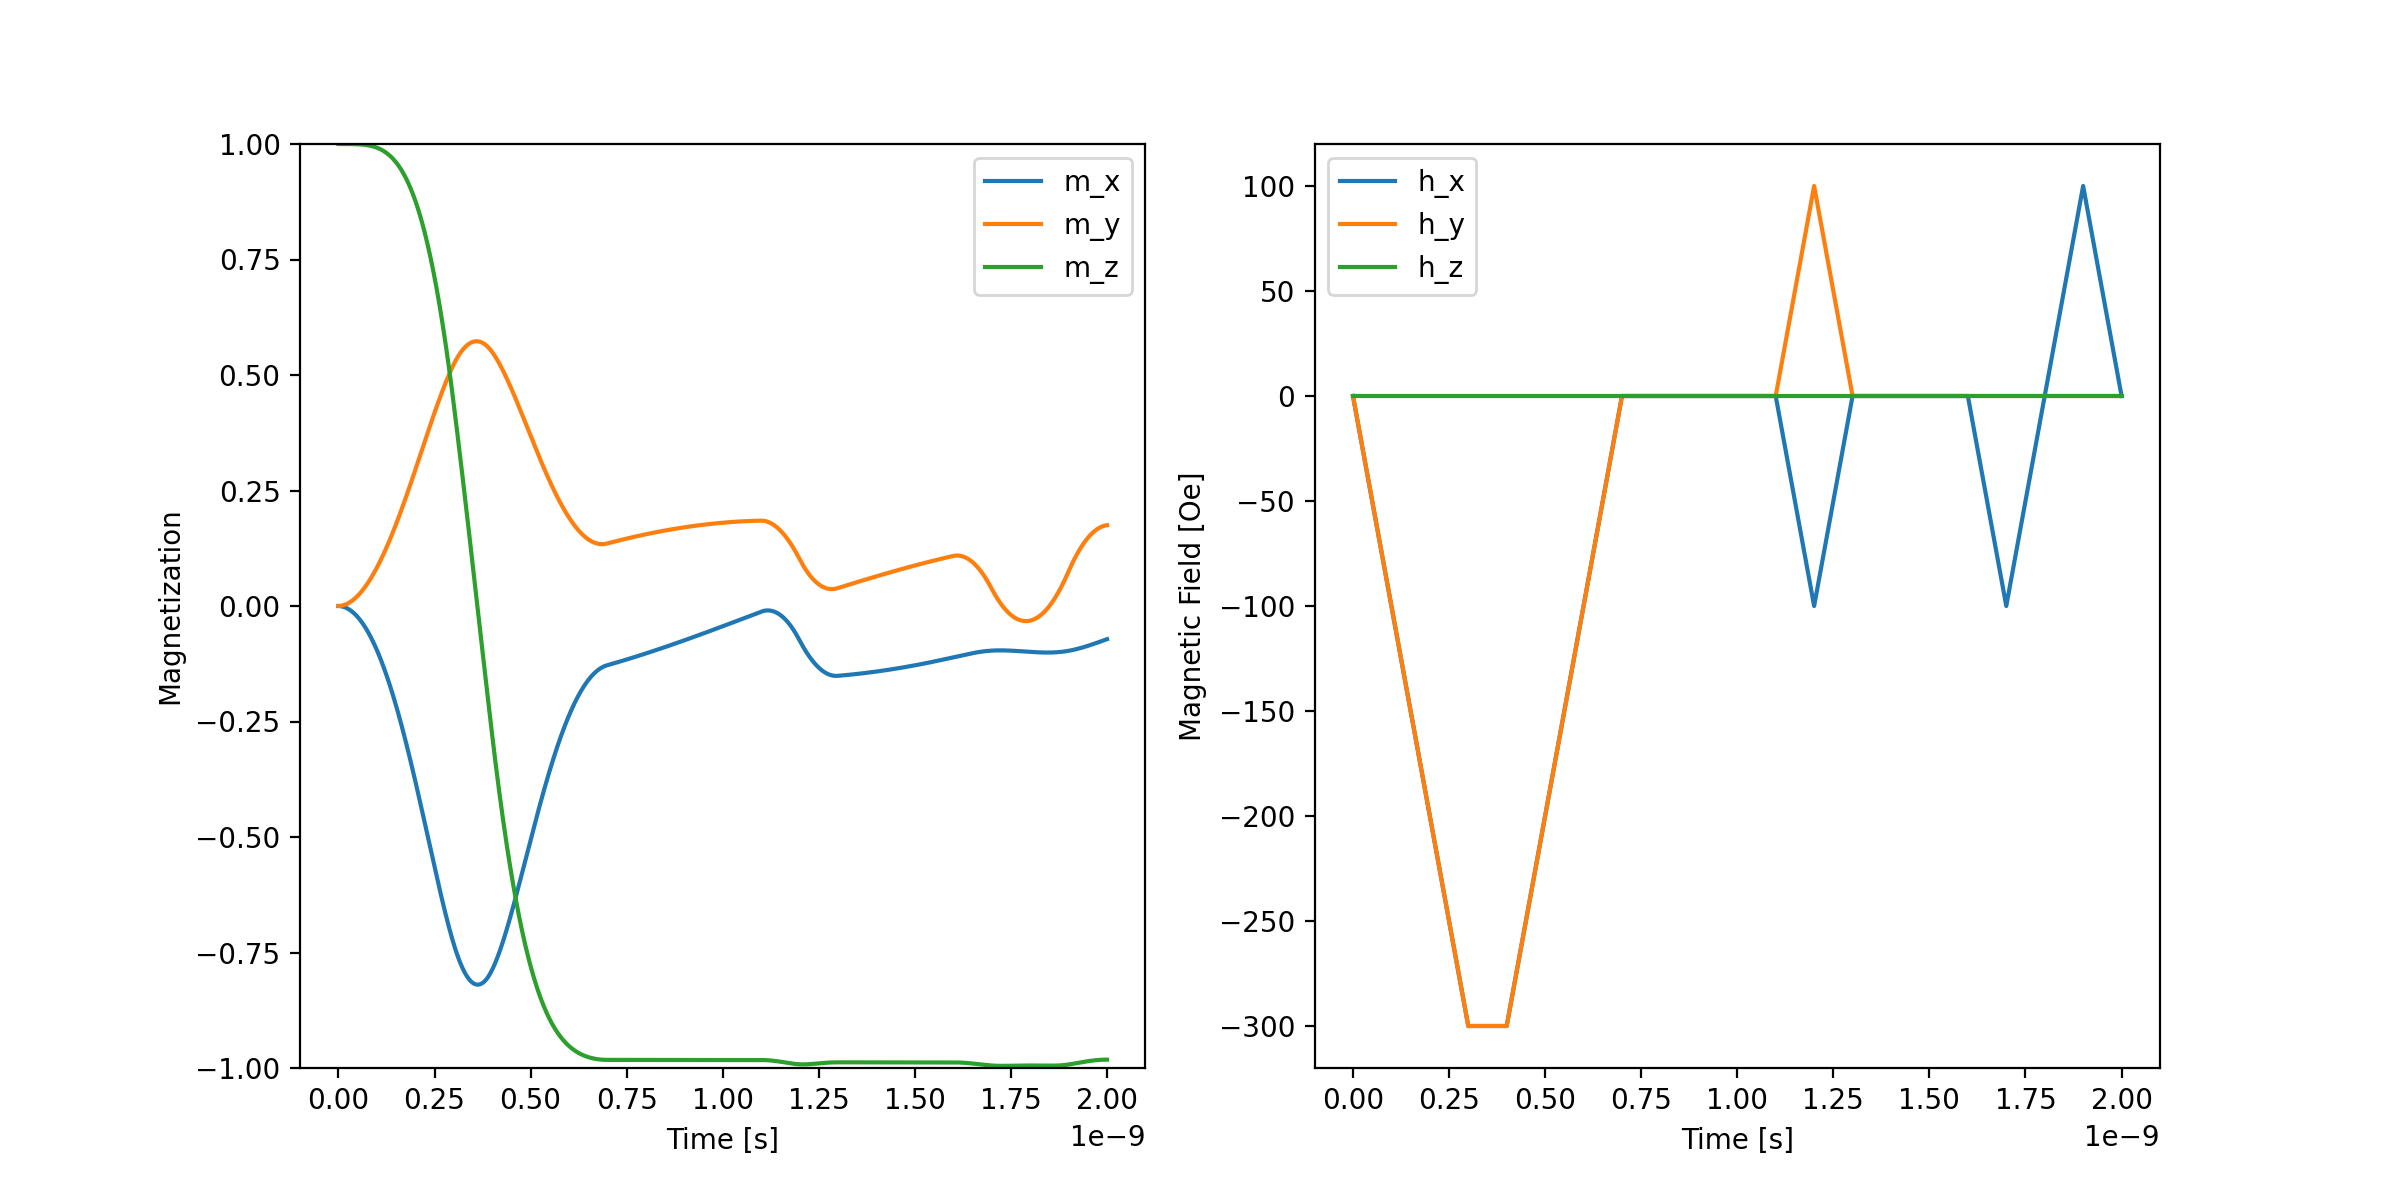 1.00
0.75
0.50
0.25
0.00
−0.25
−0.50
−0.75
−1.00
Magnetization
m_x
m_y
m_z
0.00 0.25 0.50 0.75 1.00 1.25 1.50 1.75 2.00
Time [s]
1e−9
100
50
0
−50
−100
−150
−200
−250
−300
Magnetic Field [Oe]
h_x
h_y
h_z
0.00 0.25 0.50 0.75 1.00 1.25 1.50 1.75 2.00
Time [s]
1e−9